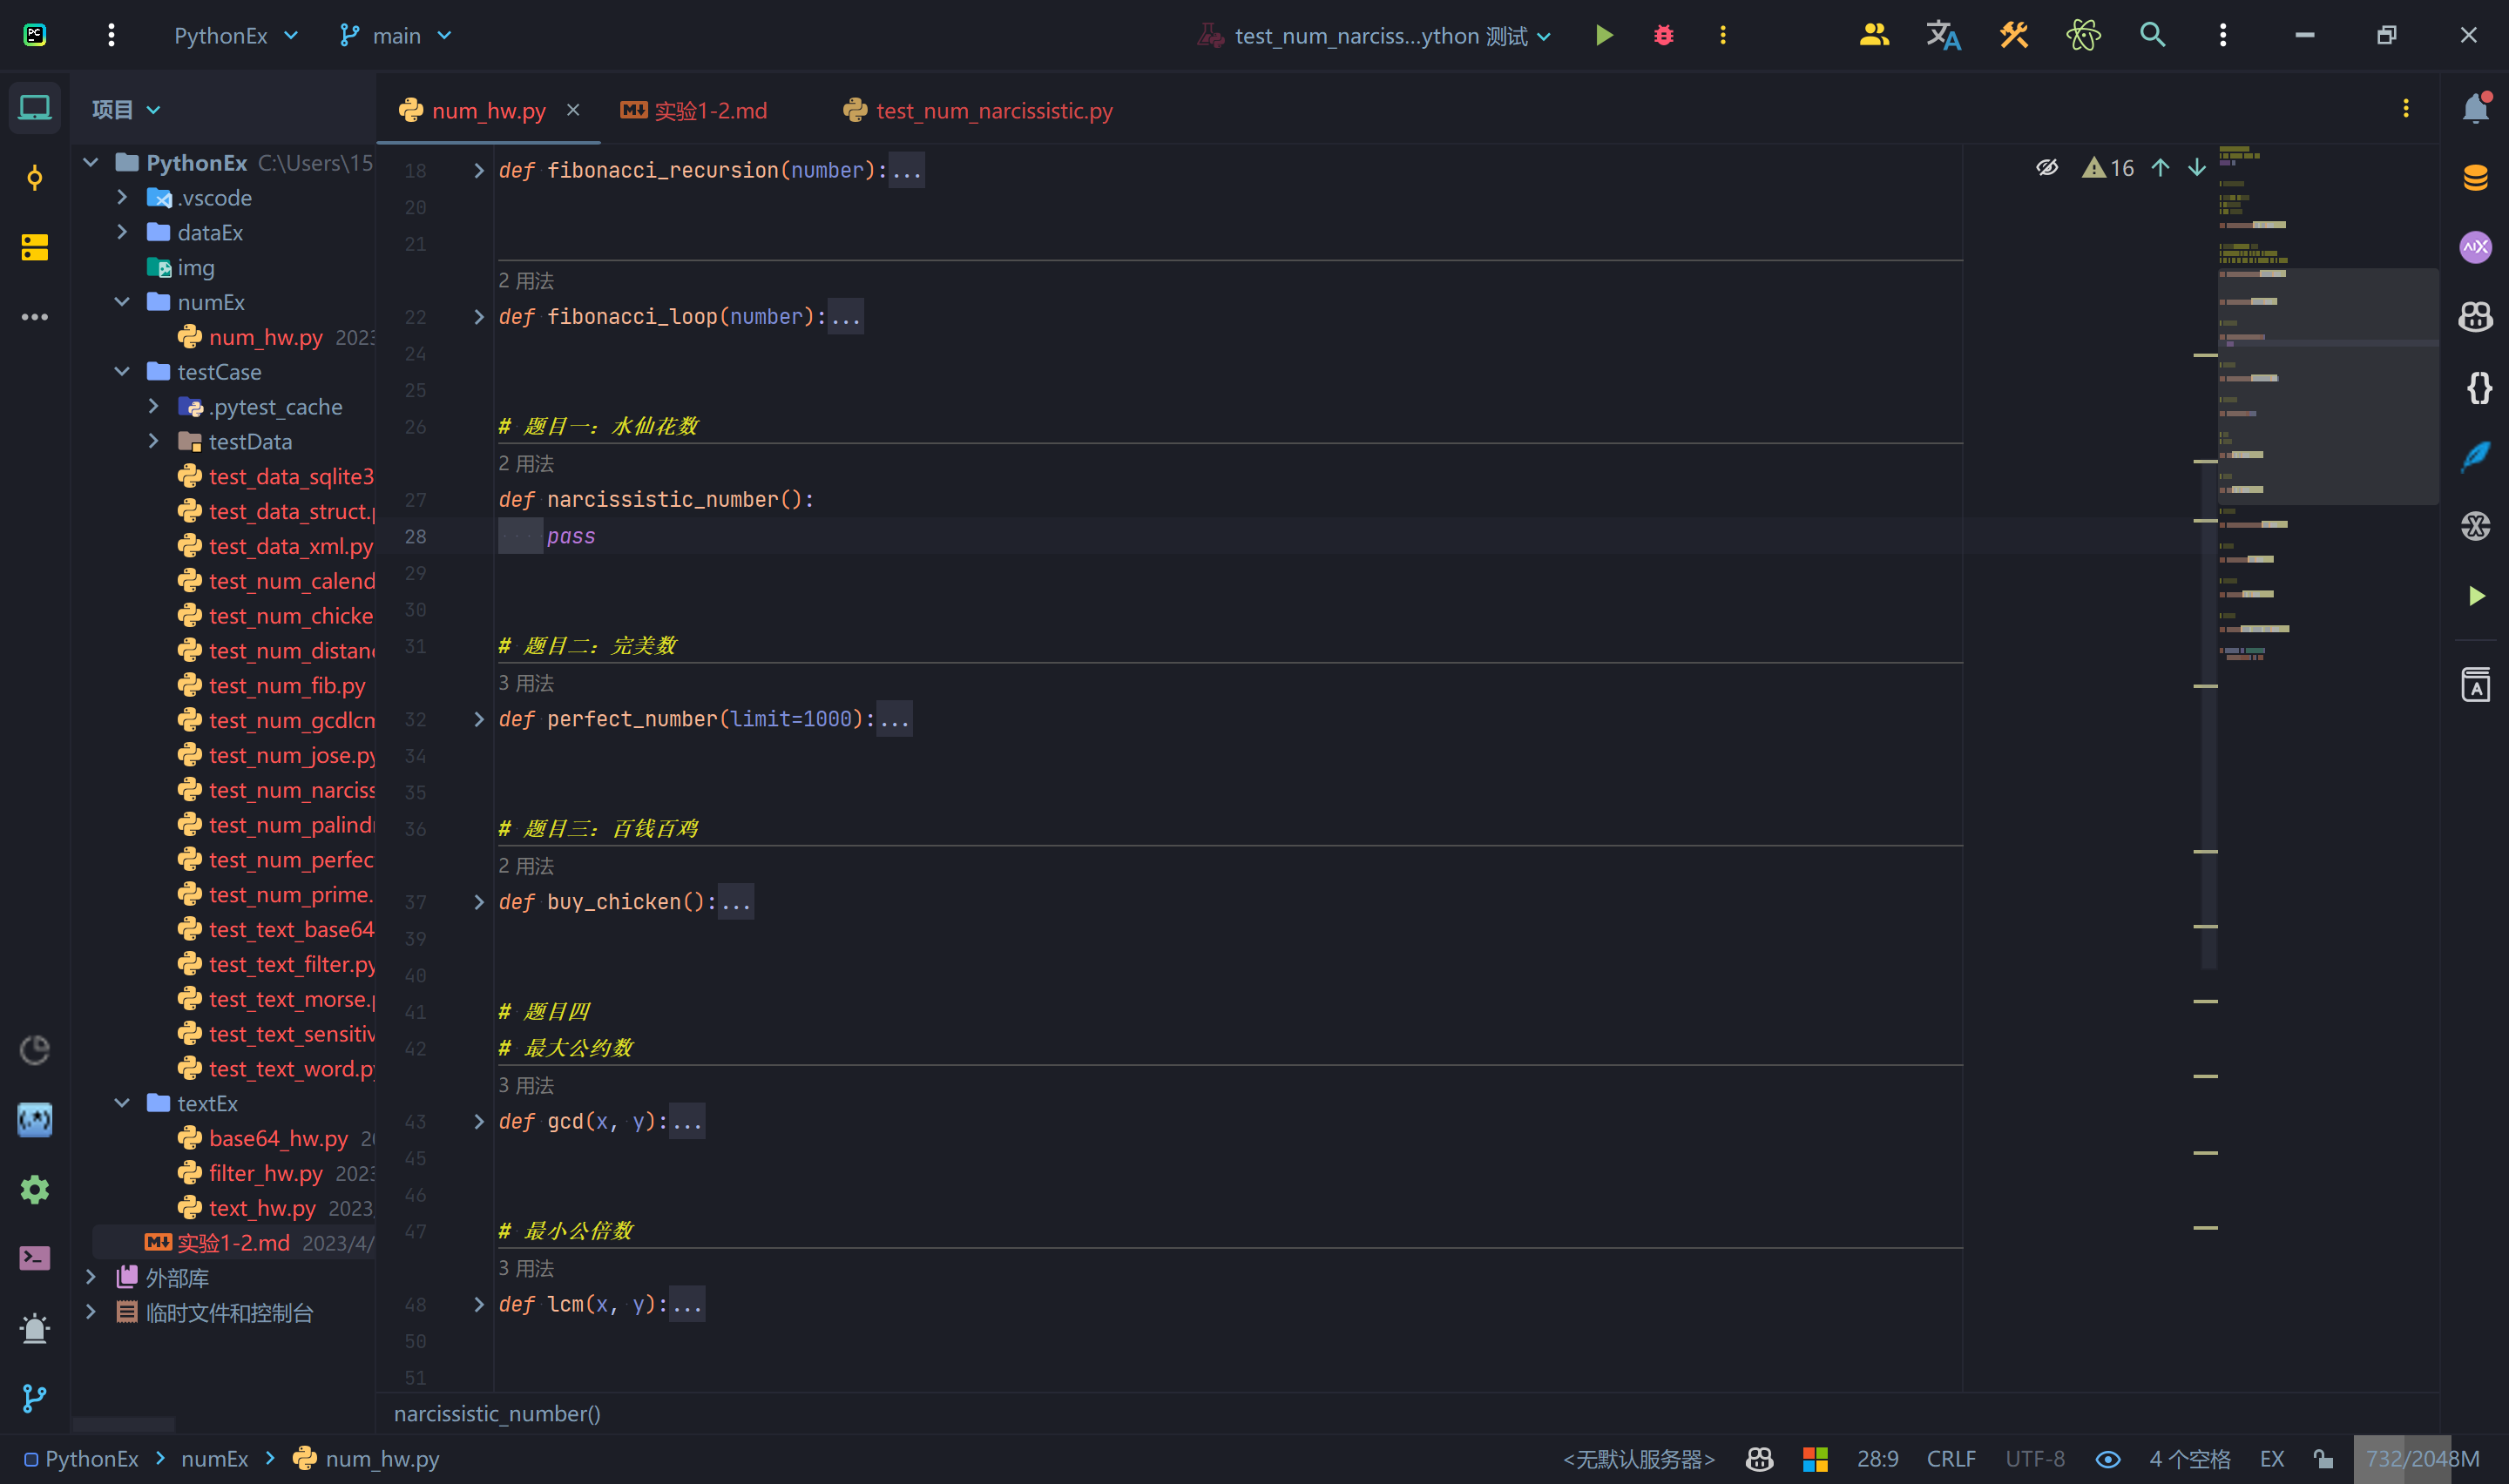 PC
PythonEx
main
test_num_narciss...ython 测试
项目
num_hw.py
实验1-2.md
test_num_narcissistic.py
PythonEx C:\Users\15
.vscode
dataEx
img
numEx
num_hw.py 2023
testCase
.pytest_cache
testData
test_data_sqlite3
test_data_struct.
test_data_xml.py
test_num_calend
test_num_chicke
test_num_distan
test_num_fib.py
test_num_gcdlcm
test_num_jose.py
test_num_narciss
test_num_palind
test_num_perfec
test_num_prime.
test_text_base64
test_text_filter.py
test_text_morse.
test_text_sensitiv
test_text_word.py
textEx
base64_hw.py 20
filter_hw.py 2023
text_hw.py 2023/
实验1-2.md 2023/4/
外部库
临时文件和控制台
16
18 def fibonacci_recursion(number):...
20
21
2 用法
22 def fibonacci_loop(number):...
24
25
26 # 题目一：水仙花数
2 用法
27 def narcissistic_number():
28 pass
29
30
31 # 题目二：完美数
3 用法
32 def perfect_number(limit=1000):...
34
35
36 # 题目三：百钱百鸡
2 用法
37 def buy_chicken():...
39
40
41 # 题目四
42 # 最大公约数
3 用法
43 def gcd(x, y):...
45
46
47 # 最小公倍数
3 用法
48 def lcm(x, y):...
50
51
narcissistic_number()
PythonEx > numEx > num_hw.py
<无默认服务器>
28:9
CRLF
UTF-8
4 个空格
EX
732/2048M